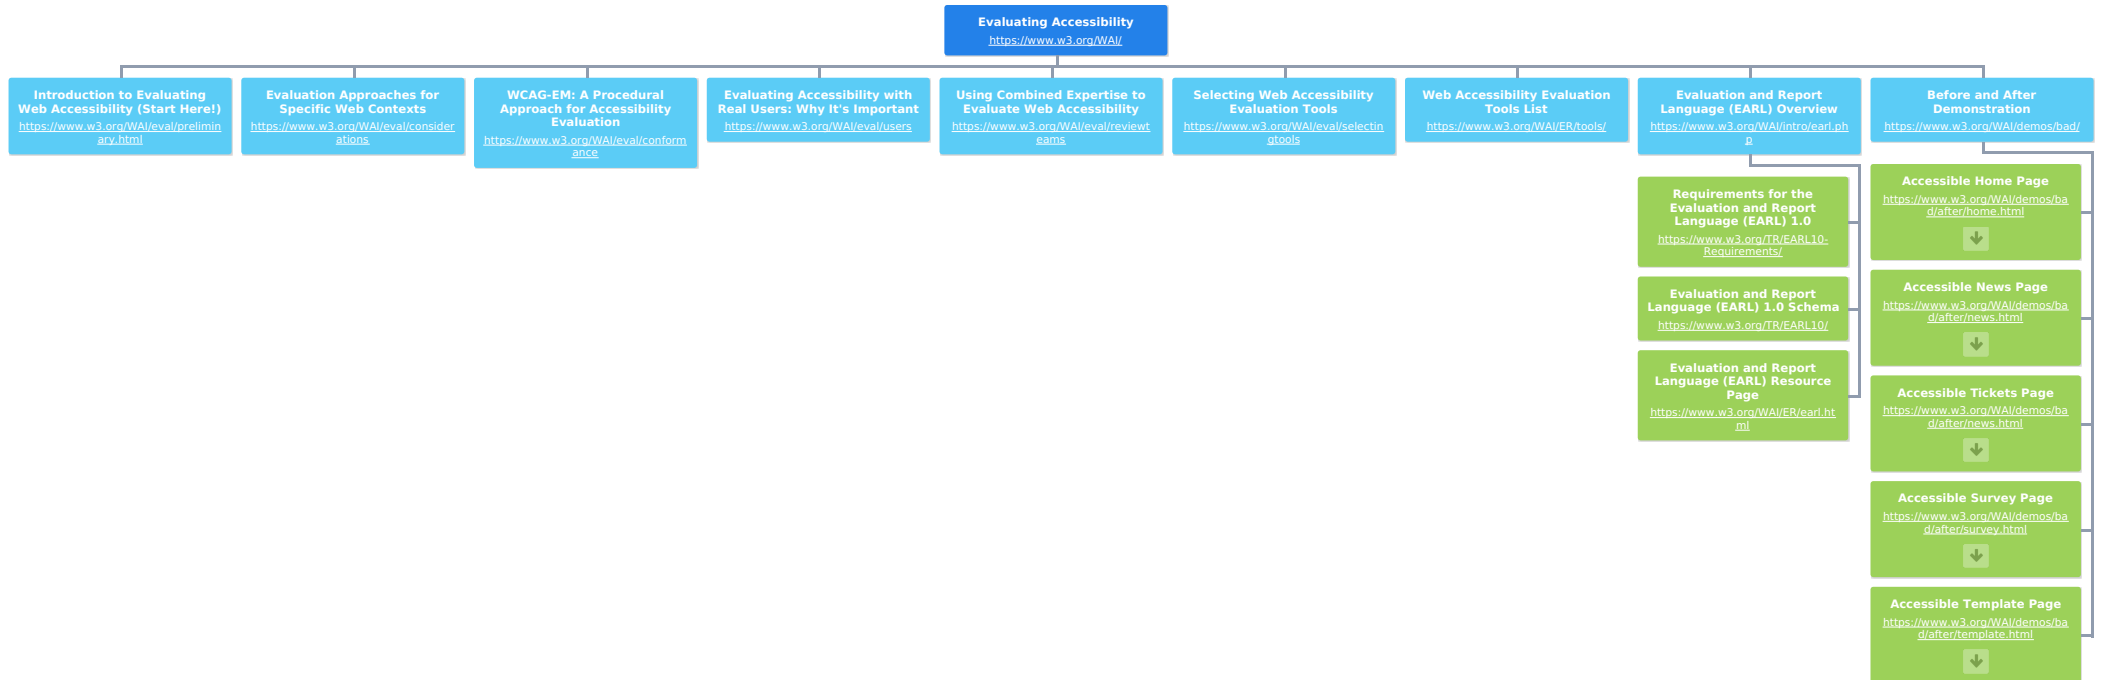 Evaluating Accessibility
https://www.w3.org/WAI/
Introduction to Evaluating
Web Accessibility (Start Here!)
https://www.w3.org/WAI/eval/prelimin
ary.html
Evaluation Approaches for
Specific Web Contexts
https://www.w3.org/WAI/eval/consider
ations
WCAG-EM: A Procedural
Approach for Accessibility
Evaluation
https://www.w3.org/WAI/eval/conform
ance
Evaluating Accessibility with
Real Users: Why It's Important
https://www.w3.org/WAI/eval/users
Using Combined Expertise to
Evaluate Web Accessibility
https://www.w3.org/WAI/eval/reviewt
eams
Selecting Web Accessibility
Evaluation Tools
https://www.w3.org/WAI/eval/selectin
gtools
Web Accessibility Evaluation
Tools List
https://www.w3.org/WAI/ER/tools/
Evaluation and Report
Language (EARL) Overview
https://www.w3.org/WAI/intro/earl.ph
p
Before and After
Demonstration
https://www.w3.org/WAI/demos/bad/
Requirements for the
Evaluation and Report
Language (EARL) 1.0
https://www.w3.org/TR/EARL10-
Requirements/
Evaluation and Report
Language (EARL) 1.0 Schema
https://www.w3.org/TR/EARL10/
Evaluation and Report
Language (EARL) Resource
Page
https://www.w3.org/WAI/ER/earl.ht
ml
Accessible Home Page
https://www.w3.org/WAI/demos/ba
d/after/home.html
Accessible News Page
https://www.w3.org/WAI/demos/ba
d/after/news.html
Accessible Tickets Page
https://www.w3.org/WAI/demos/ba
d/after/news.html
Accessible Survey Page
https://www.w3.org/WAI/demos/ba
d/after/survey.html
Accessible Template Page
https://www.w3.org/WAI/demos/ba
d/after/template.html